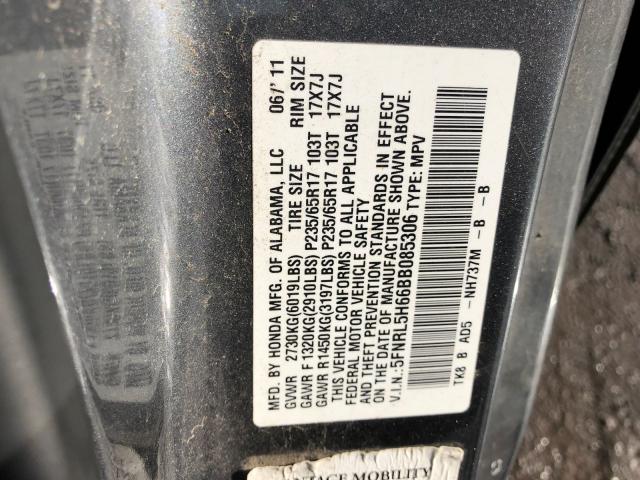 MFD. BY HONDA MFG. OF ALABAMA, LLC 06/'11
GVWR 2730KG(6019LBS) TIRE SIZE RIM SIZE
GAWR F 1320KG(2910LBS) P235/65R17 103T 17X7J
GAWR R1450KG(3197LBS) P235/65R17 103T 17X7J
THIS VEHICLE CONFORMS TO ALL APPLICABLE
FEDERAL MOTOR VEHICLE SAFETY
AND THEFT PREVENTION STANDARDS IN EFFECT
ON THE DATE OF MANUFACTURE SHOWN ABOVE.
V.I.N.: 5FNRL5H66BB085306 TYPE: MPV
TK8 B AD5 -NH737M -B -B
MOBILITY